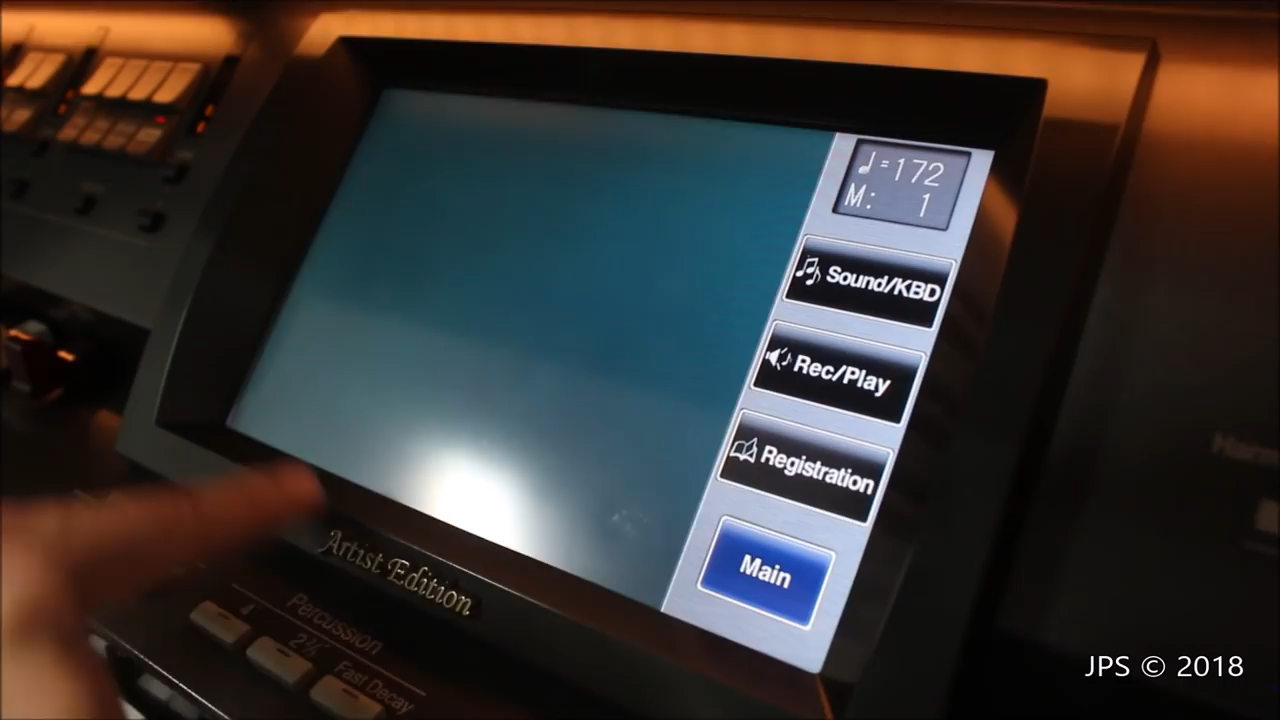 ♩=172
M: 1
Sound/KBD
Rec/Play
Registration
Main
Artist Edition
Percussion
4'
2⅔'
Fast Decay
JPS © 2018